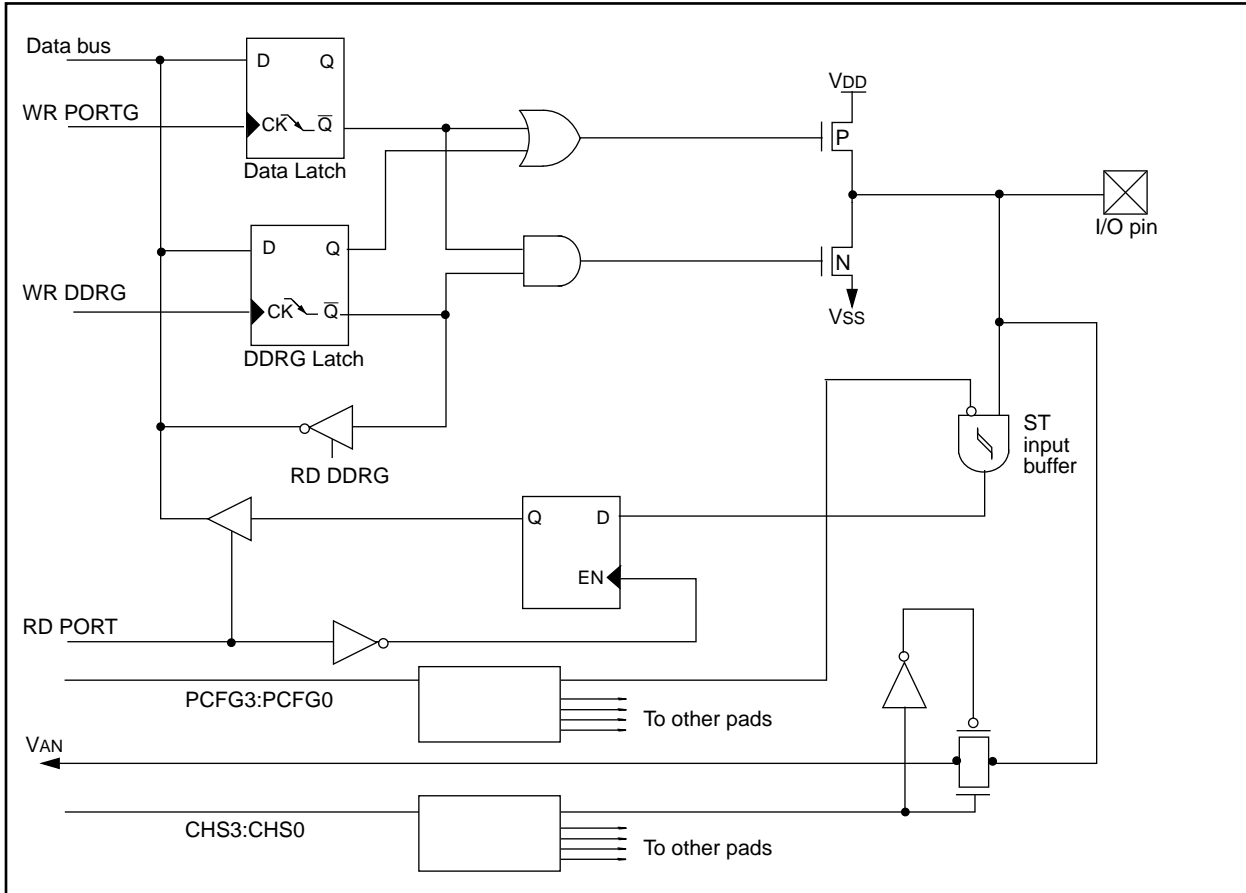 Data bus
D Q
WR PORTG
CK Q̅
Data Latch
VDD
P
I/O pin
D Q
N
WR DDRG
CK Q̅
VSS
DDRG Latch
ST
input
buffer
RD DDRG
Q D
EN
RD PORT
PCFG3:PCFG0
To other pads
VAN
CHS3:CHS0
To other pads